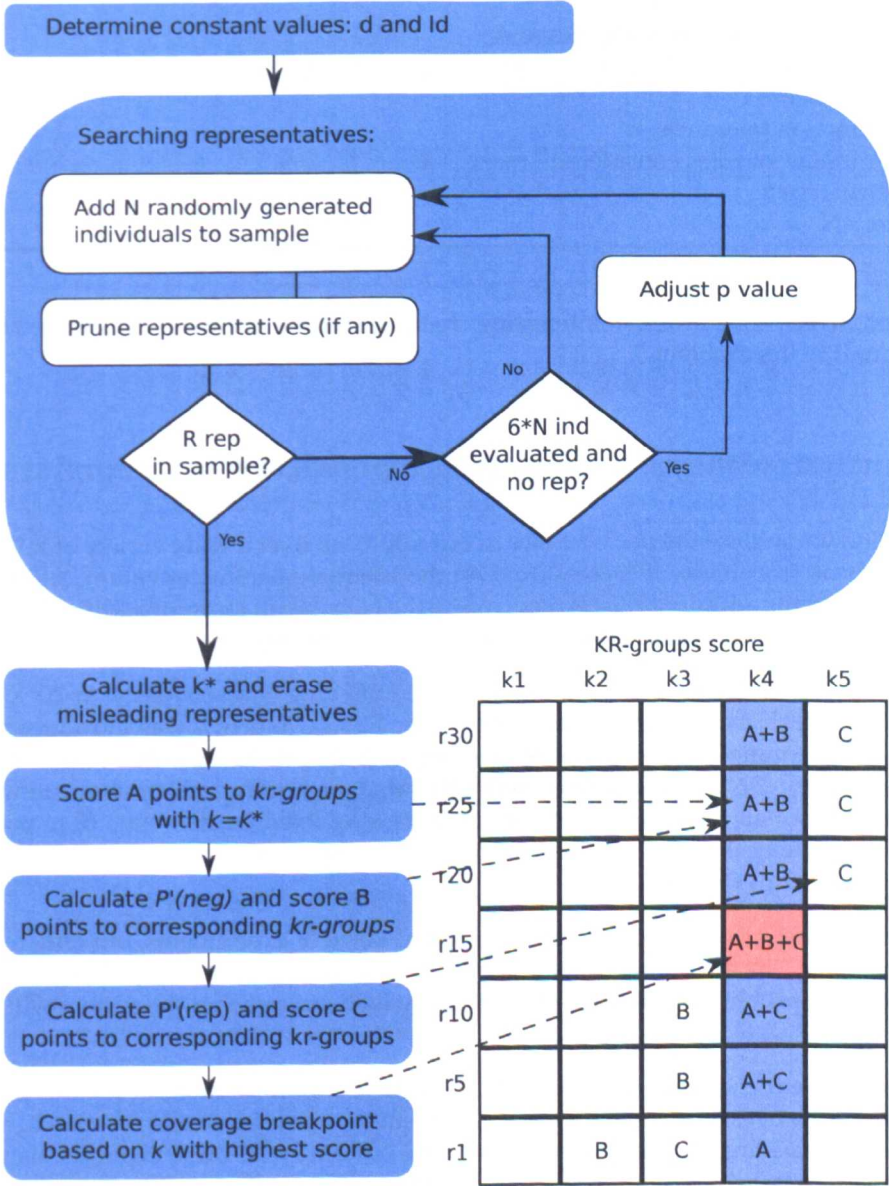 Determine constant values: d and ld
Searching representatives:
Add N randomly generated
individuals to sample
Prune representatives (if any)
Adjust p value
R rep
in sample?
No
6*N ind
evaluated and
no rep?
No
Yes
Yes
Calculate k* and erase
misleading representatives
Score A points to kr-groups
with k=k*
Calculate P'(neg) and score B
points to corresponding kr-groups
Calculate P'(rep) and score C
points to corresponding kr-groups
Calculate coverage breakpoint
based on k with highest score
KR-groups score
k1 k2 k3 k4 k5
r30 A+B C
r25 A+B C
r20 A+B C
r15 A+B+C
r10 B A+C
r5 B A+C
r1 B C A